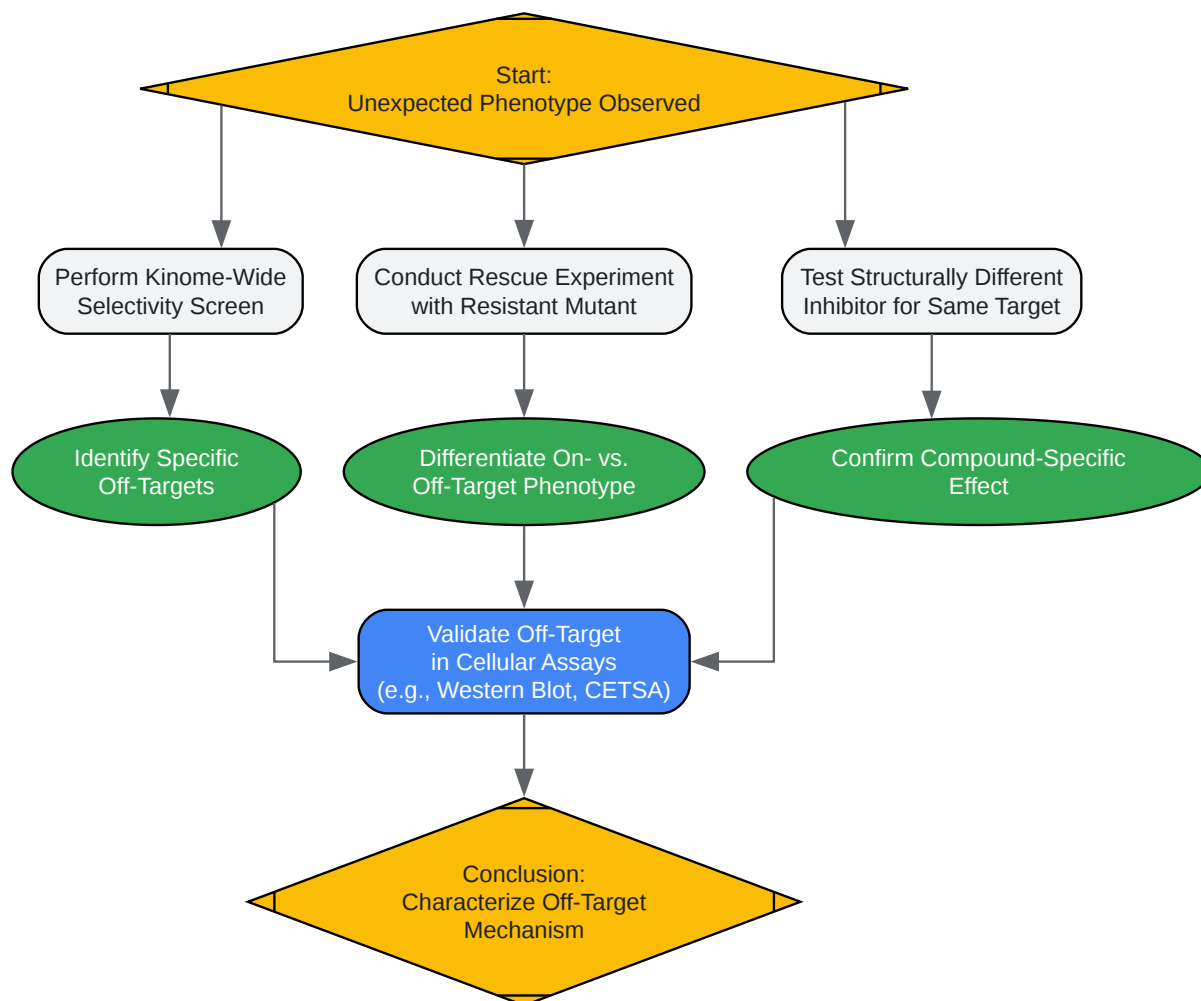 Start:
Unexpected Phenotype Observed
Perform Kinome-Wide
Selectivity Screen
Conduct Rescue Experiment
with Resistant Mutant
Test Structurally Different
Inhibitor for Same Target
Identify Specific
Off-Targets
Differentiate On- vs.
Off-Target Phenotype
Confirm Compound-Specific
Effect
Validate Off-Target
in Cellular Assays
(e.g., Western Blot, CETSA)
Conclusion:
Characterize Off-Target
Mechanism